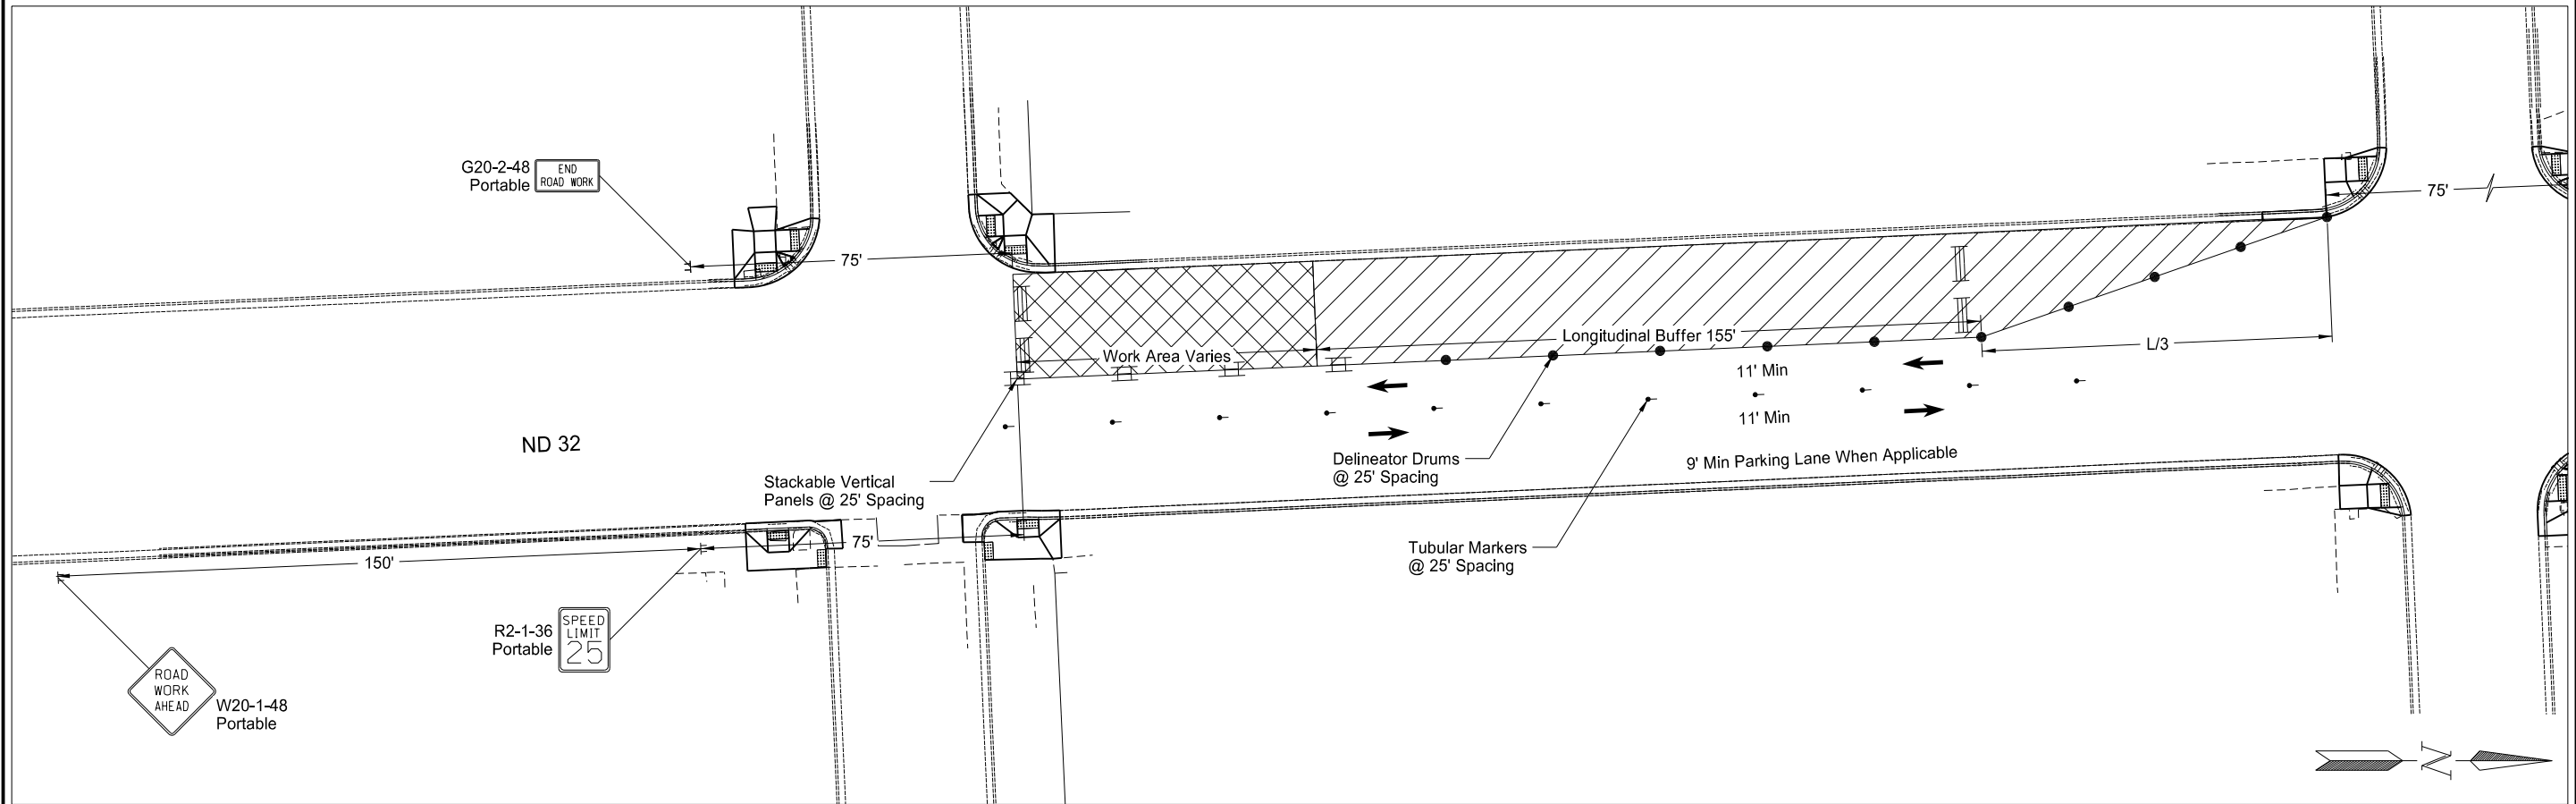 G20-2-48
Portable
END
ROAD WORK
75'
75'
Longitudinal Buffer 155'
Work Area Varies
L/3
11' Min
11' Min
ND 32
9' Min Parking Lane When Applicable
Delineator Drums
@ 25' Spacing
Stackable Vertical
Panels @ 25' Spacing
75'
150'
Tubular Markers
@ 25' Spacing
R2-1-36
Portable
SPEED
LIMIT
25
ROAD
WORK
AHEAD
W20-1-48
Portable
N